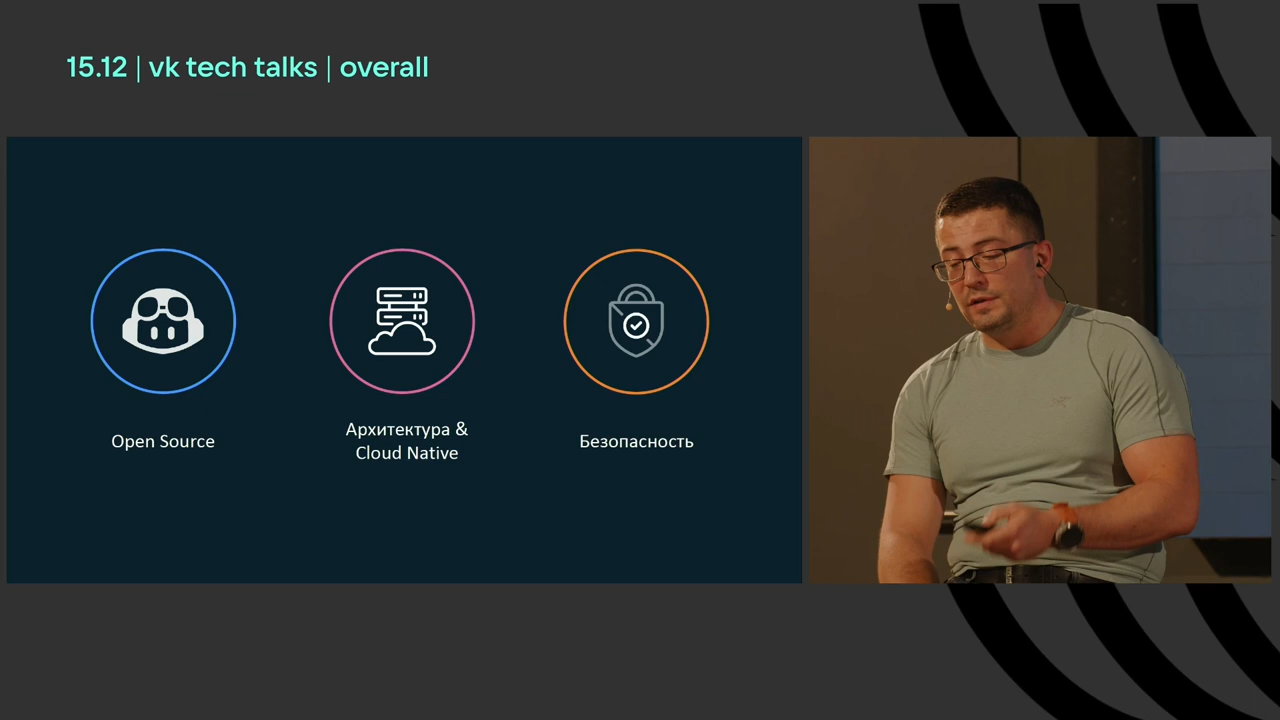 15.12 | vk tech talks | overall
Open Source
Архитектура &
Cloud Native
Безопасность